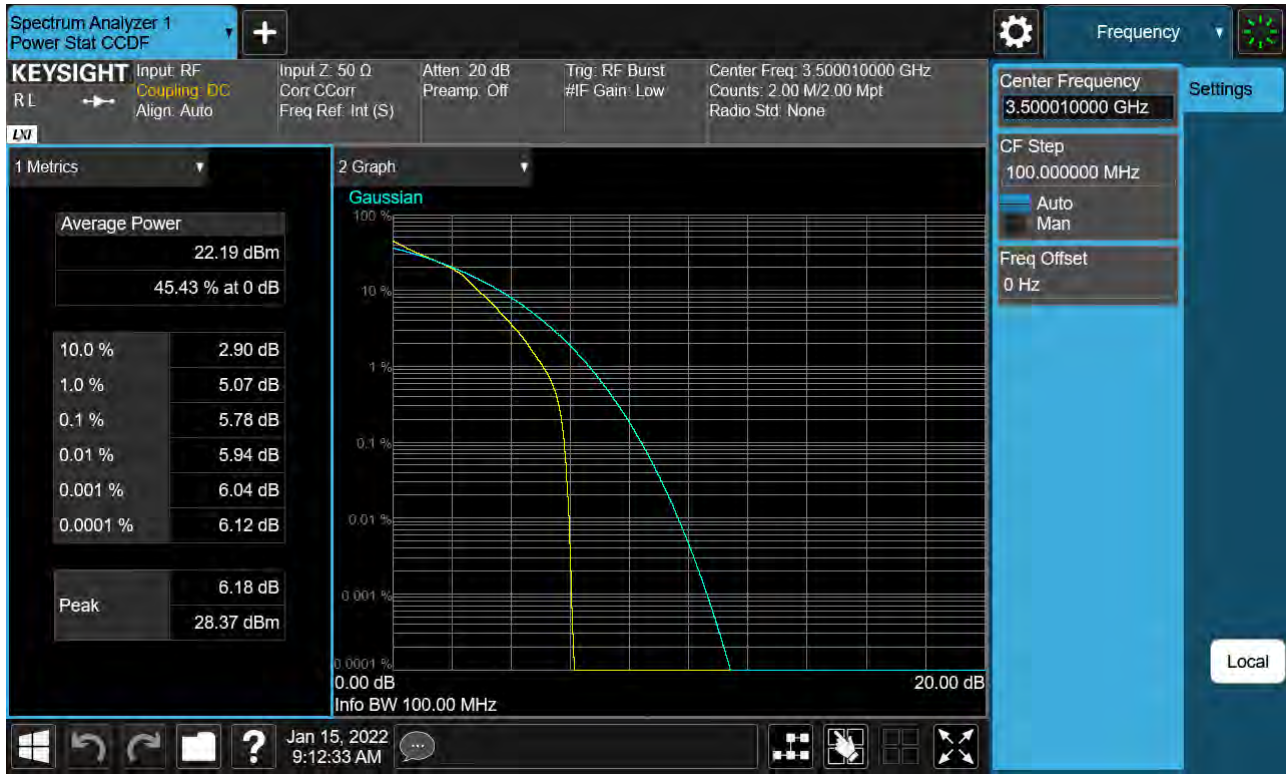 Spectrum Analyzer 1
Power Stat CCDF
Frequency
KEYSIGHT
RL
LXI
Input: RF
Coupling: DC
Align: Auto
Input Z: 50 Ω
Corr CCorr
Freq Ref: Int (S)
Atten: 20 dB
Preamp: Off
Trig: RF Burst
#IF Gain: Low
Center Freq: 3.500010000 GHz
Counts: 2.00 M/2.00 Mpt
Radio Std: None
Center Frequency
3.500010000 GHz
Settings
CF Step
100.000000 MHz
Auto
Man
Freq Offset
0 Hz
Local
1 Metrics
Average Power
22.19 dBm
45.43 % at 0 dB
10.0 % 2.90 dB
1.0 % 5.07 dB
0.1 % 5.78 dB
0.01 % 5.94 dB
0.001 % 6.04 dB
0.0001 % 6.12 dB
Peak
6.18 dB
28.37 dBm
2 Graph
Gaussian
100 %
10 %
1 %
0.1 %
0.01 %
0.001 %
0.0001 %
0.00 dB 20.00 dB
Info BW 100.00 MHz
?
Jan 15, 2022
9:12:33 AM